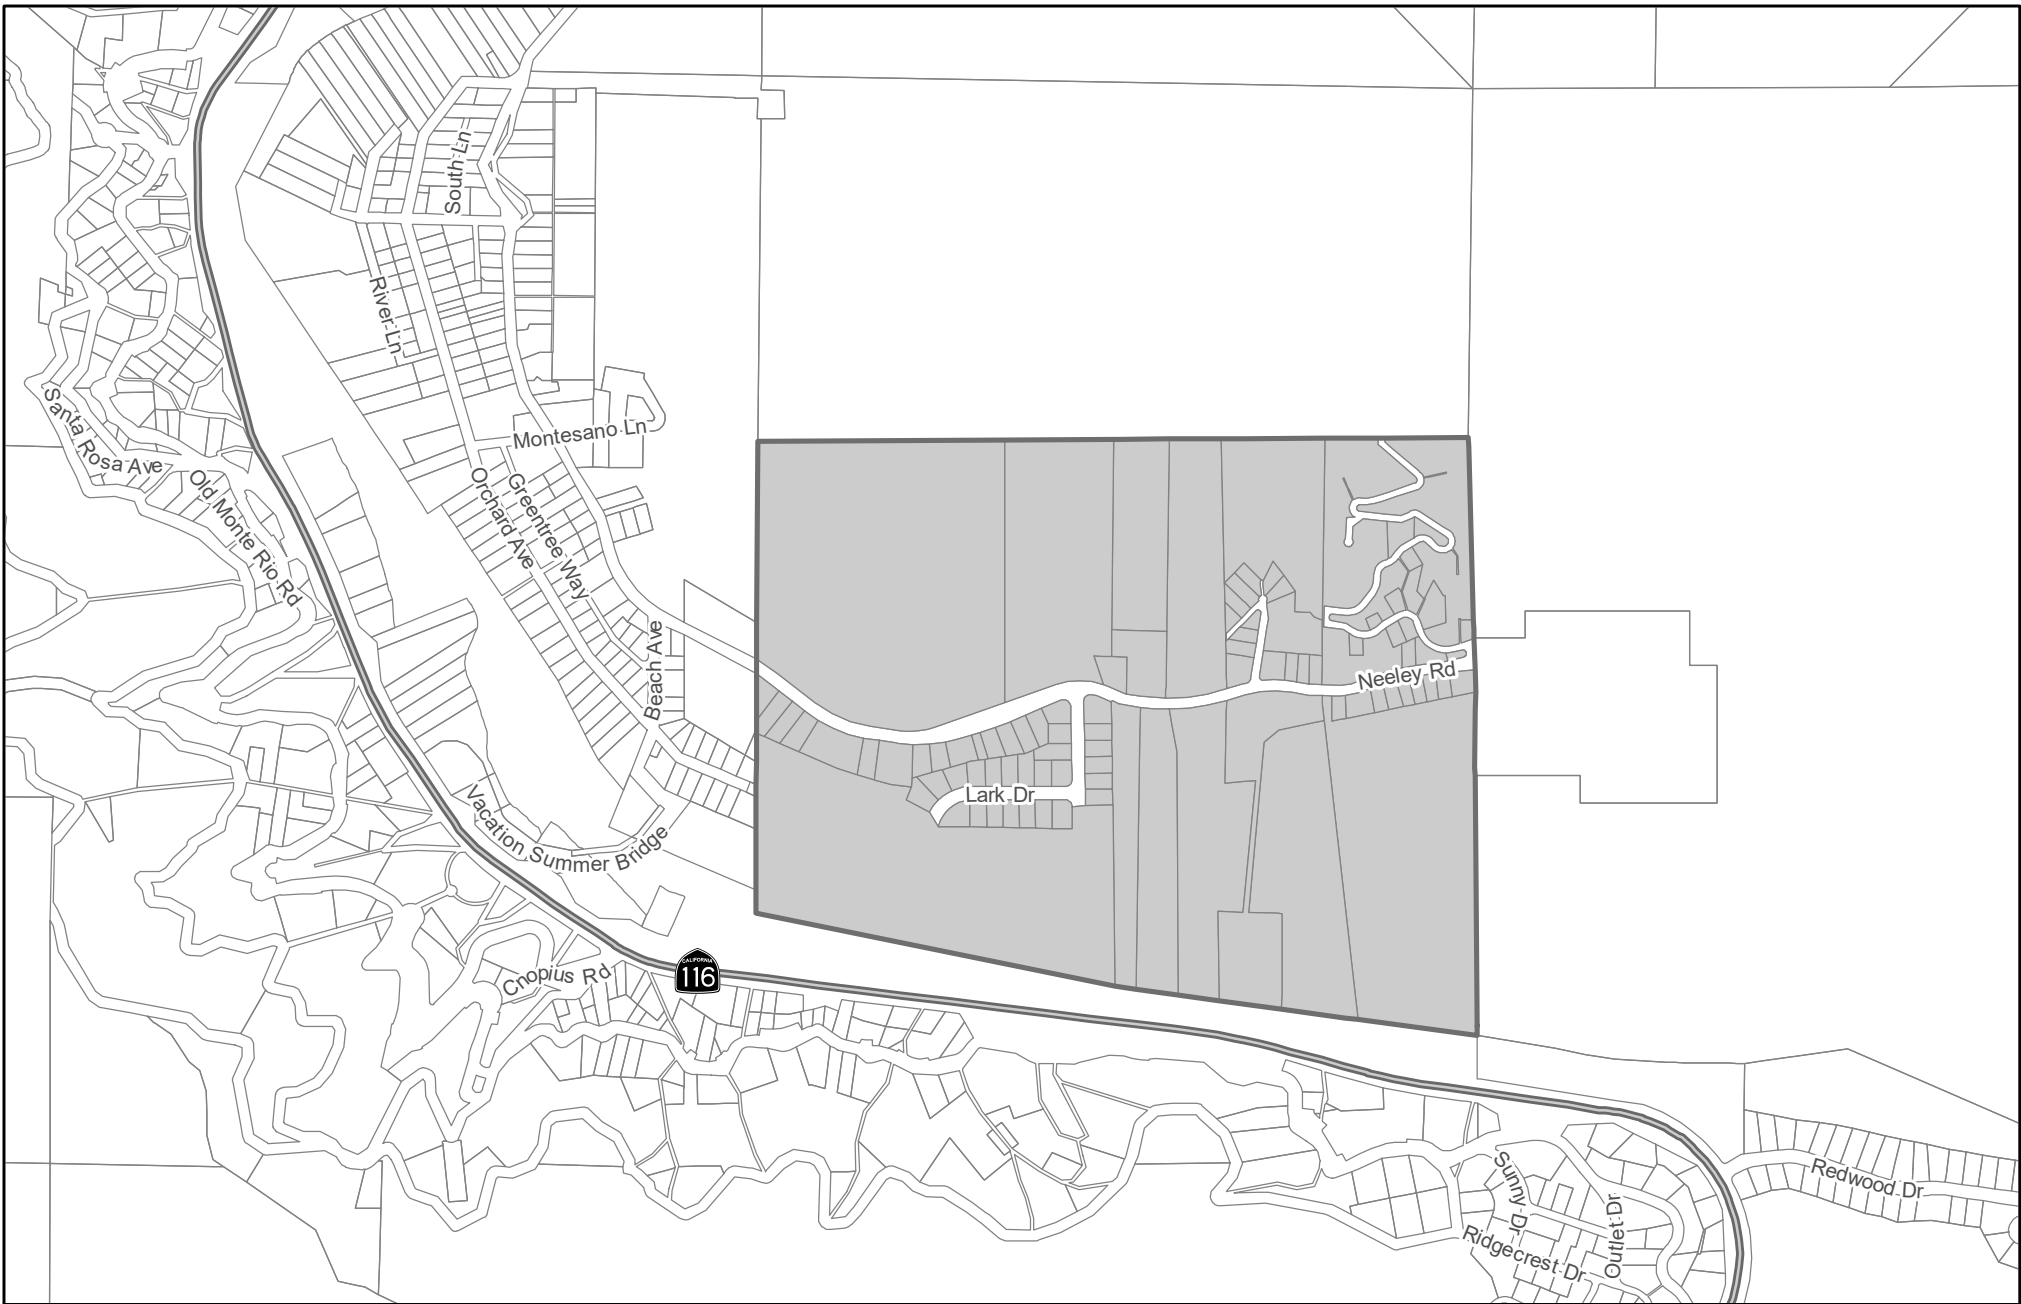 South Ln
River Ln
Montesano Ln
Santa Rosa Ave
Old Monte Rio Rd
Orchard Ave
Greentree Way
Beach Ave
Neeley Rd
Lark Dr
Vacation Summer Bridge
Cnopius Rd
CALIFORNIA
116
Redwood Dr
Sunny Dr
Outlet Dr
Ridgecrest Dr